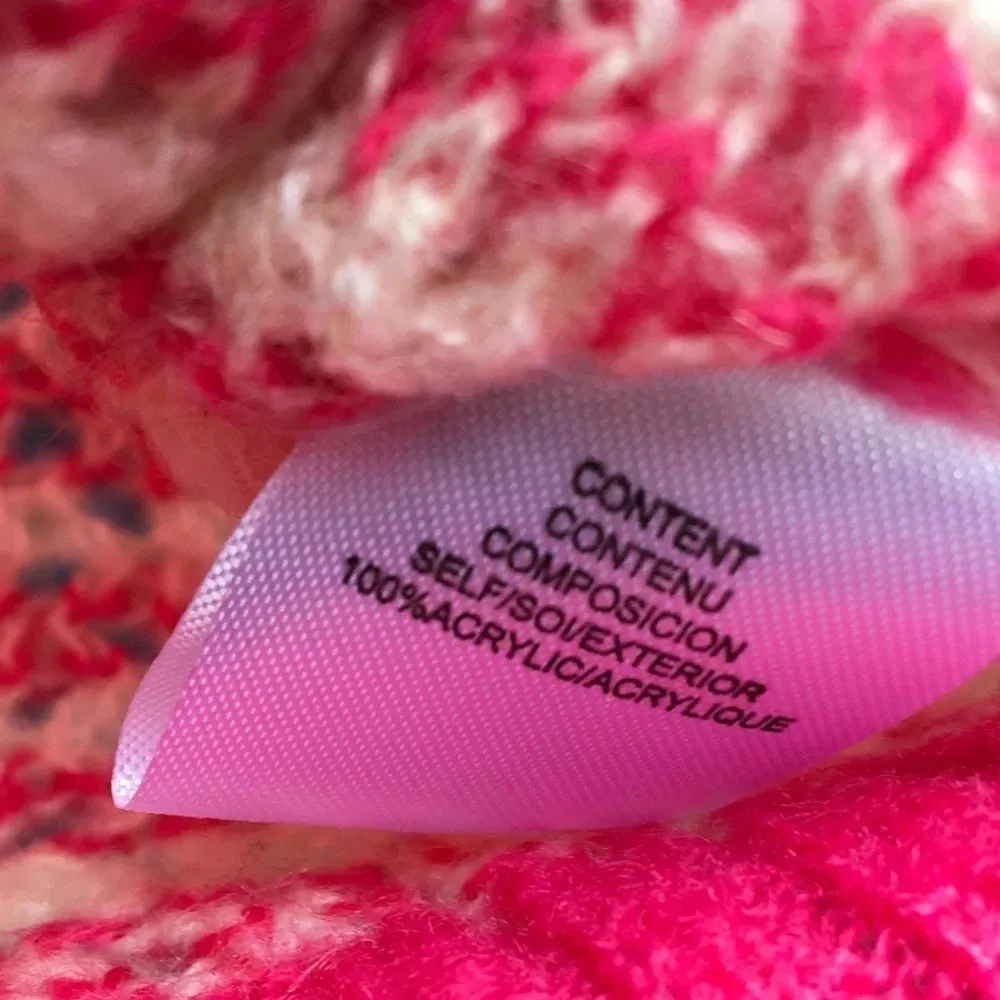 CONTENT
CONTENU
COMPOSICION
SELF/SOI/EXTERIOR
100%ACRYLIC/ACRYLIQUE